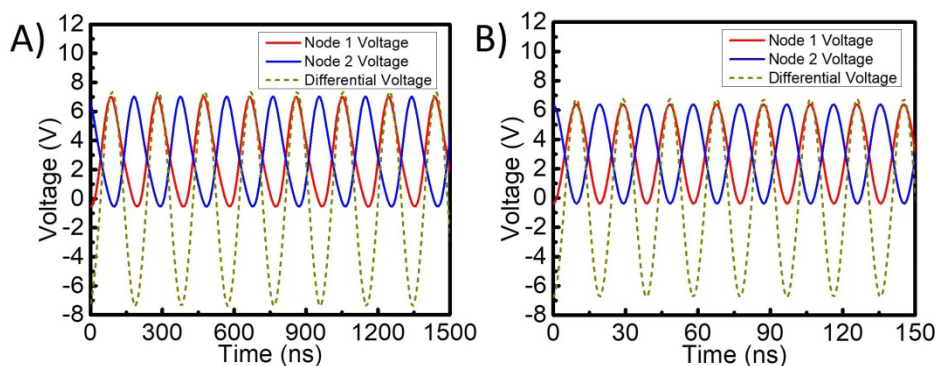 A)
Voltage (V)
12
10
8
6
4
2
0
-2
-4
-6
-8
Node 1 Voltage
Node 2 Voltage
Differential Voltage
0 300 600 900 1200 1500
Time (ns)
B)
Voltage (V)
12
10
8
6
4
2
0
-2
-4
-6
-8
Node 1 Voltage
Node 2 Voltage
Differential Voltage
0 30 60 90 120 150
Time (ns)